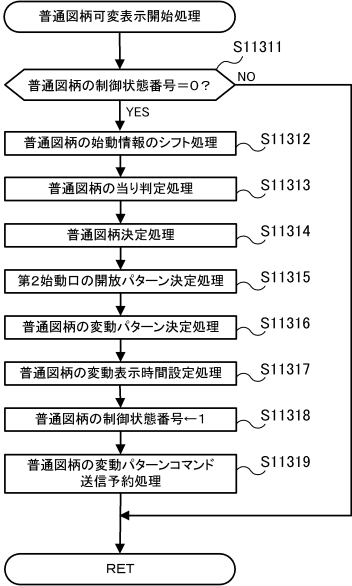 普通図柄可変表示開始処理
S11311
普通図柄の制御状態番号=0?
NO
YES
普通図柄の始動情報のシフト処理
S11312
普通図柄の当り判定処理
S11313
普通図柄決定処理
S11314
第2始動口の開放パターン決定処理
S11315
普通図柄の変動パターン決定処理
S11316
普通図柄の変動表示時間設定処理
S11317
普通図柄の制御状態番号←1
S11318
普通図柄の変動パターンコマンド
送信予約処理
S11319
RET